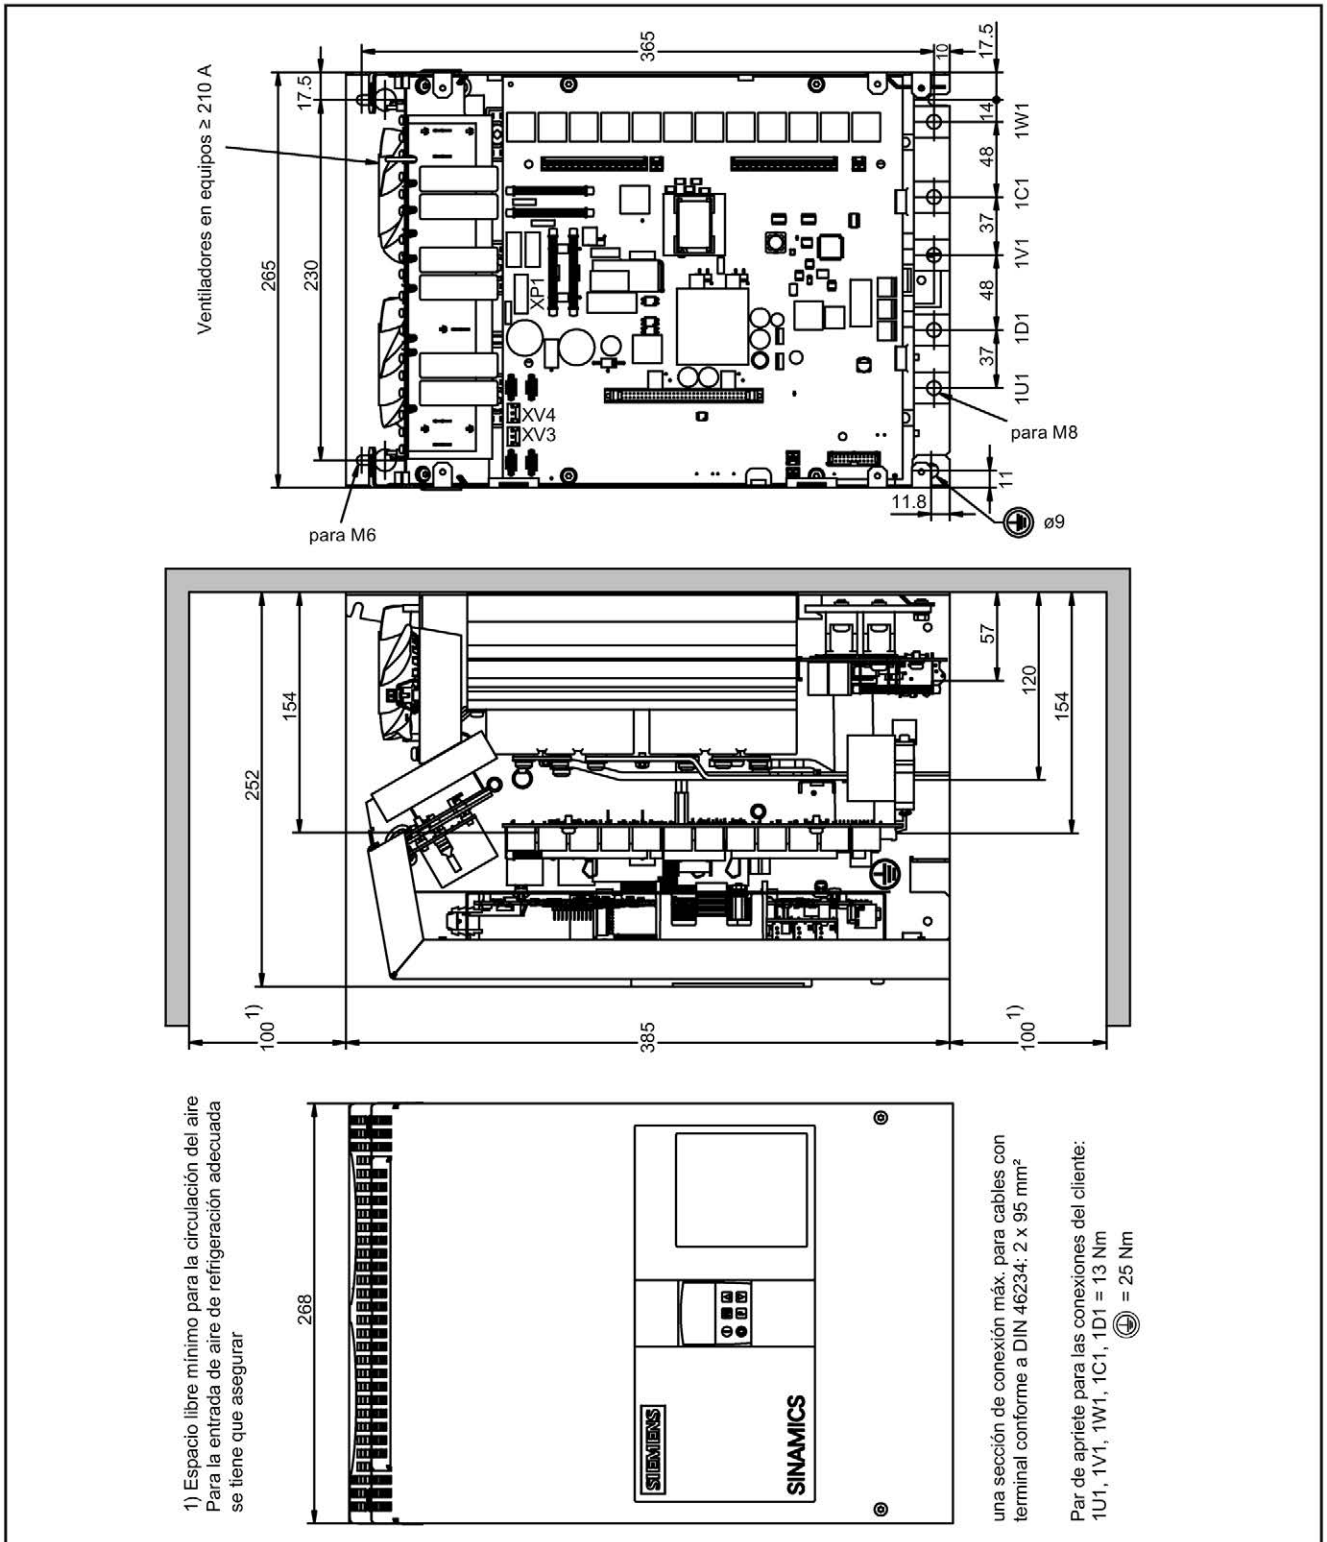 365
10
17.5
17.5
Ventiladores en equipos ≥ 210 A
265
230
14
1W1
48
1C1
37
1V1
48
1D1
37
1U1
XP1
XV4
XV3
para M8
11
11.8
ø9
para M6
57
120
154
154
252
100 1)
385
100 1)
268
SIEMENS
SINAMICS
1) Espacio libre mínimo para la circulación del aire
Para la entrada de aire de refrigeración adecuada
se tiene que asegurar
una sección de conexión máx. para cables con
terminal conforme a DIN 46234: 2 x 95 mm²
Par de apriete para las conexiones del cliente:
1U1, 1V1, 1W1, 1C1, 1D1 = 13 Nm
= 25 Nm